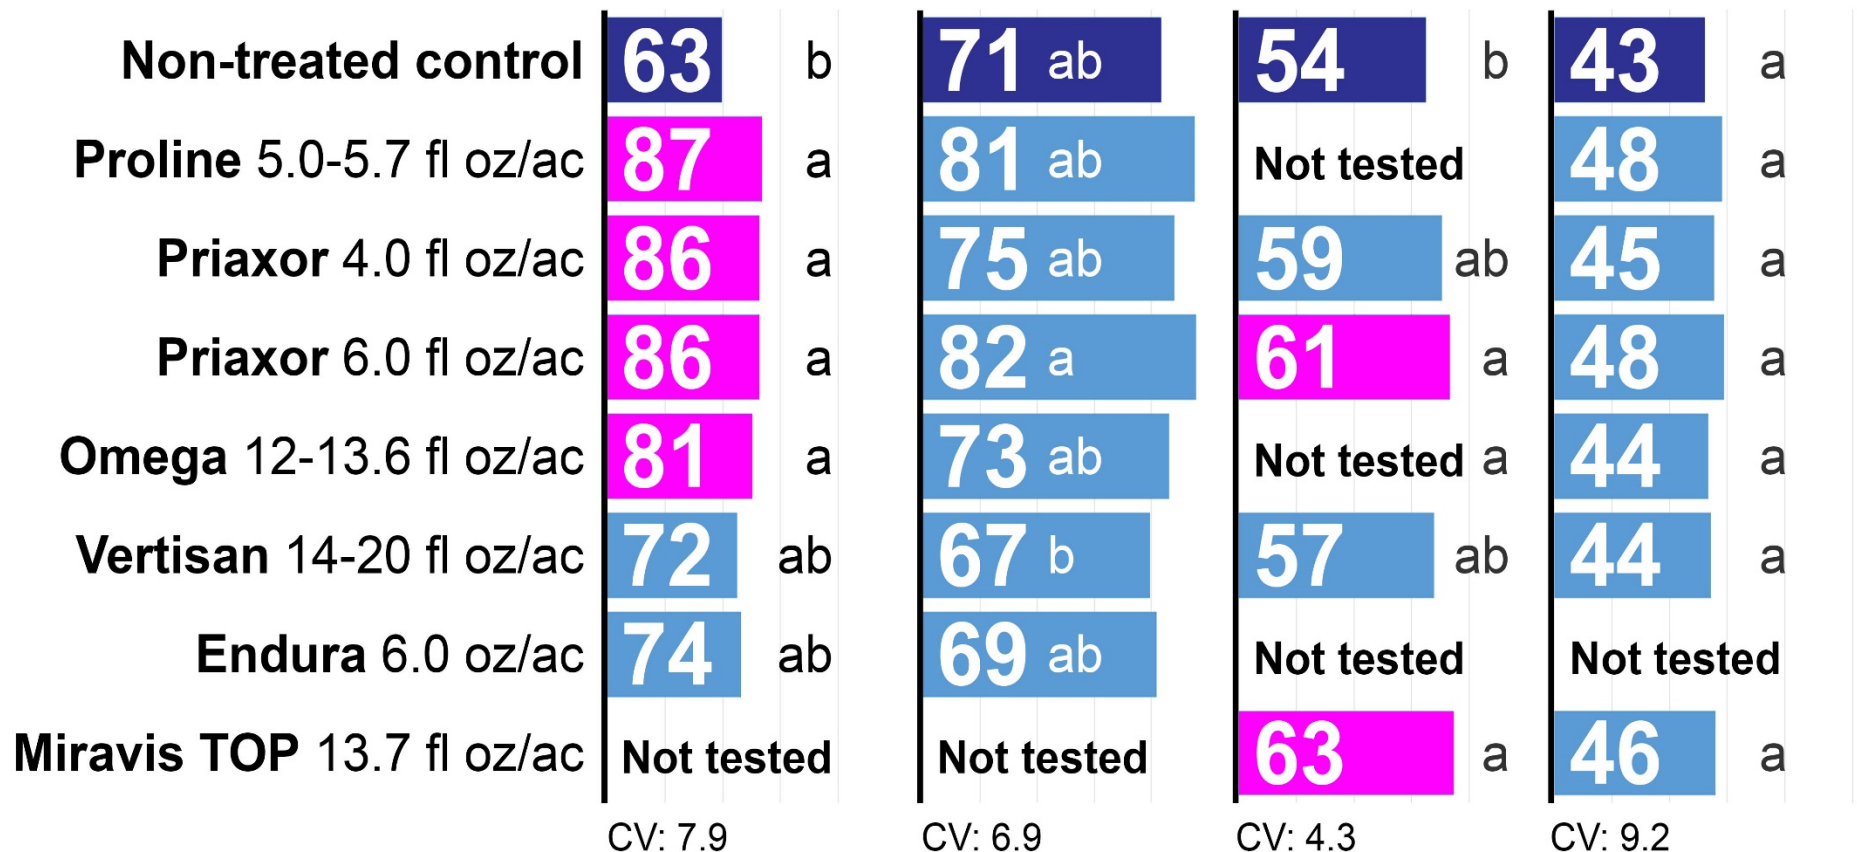 Non-treated control 63 b 71 ab 54 b 43 a
Proline 5.0-5.7 fl oz/ac 87 a 81 ab Not tested 48 a
Priaxor 4.0 fl oz/ac 86 a 75 ab 59 ab 45 a
Priaxor 6.0 fl oz/ac 86 a 82 a 61 a 48 a
Omega 12-13.6 fl oz/ac 81 a 73 ab Not tested a 44 a
Vertisan 14-20 fl oz/ac 72 ab 67 b 57 ab 44 a
Endura 6.0 oz/ac 74 ab 69 ab Not tested Not tested
Miravis TOP 13.7 fl oz/ac Not tested Not tested 63 a 46 a
CV: 7.9 CV: 6.9 CV: 4.3 CV: 9.2